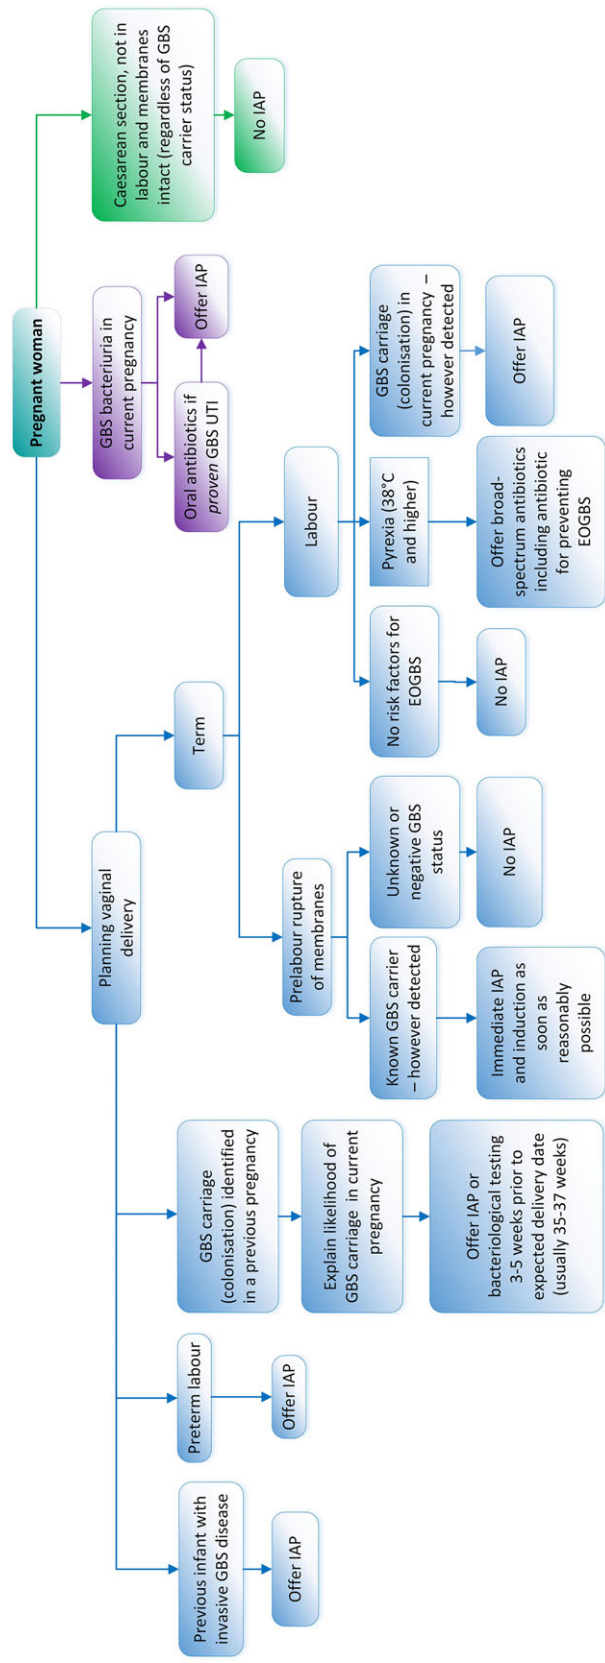 Pregnant woman
Planning vaginal
delivery
GBS bacteriuria in
current pregnancy
Caesarean section, not in
labour and membranes
intact (regardless of GBS
carrier status)
Previous infant with
invasive GBS disease
Offer IAP
Preterm labour
Offer IAP
GBS carriage
(colonisation) identified
in a previous pregnancy
Explain likelihood of
GBS carriage in current
pregnancy
Offer IAP or
bacteriological testing
3-5 weeks prior to
expected delivery date
(usually 35-37 weeks)
Term
Prelabour rupture
of membranes
Known GBS carrier
– however detected
Immediate IAP
and induction as
soon as
reasonably
possible
Unknown or
negative GBS
status
No IAP
Labour
No risk factors for
EOGBS
No IAP
Pyrexia (38°C
and higher)
Offer broad-
spectrum antibiotics
including antibiotic
for preventing
EOGBS
GBS carriage
(colonisation) in
current pregnancy –
however detected
Offer IAP
Oral antibiotics if
proven GBS UTI
Offer IAP
No IAP